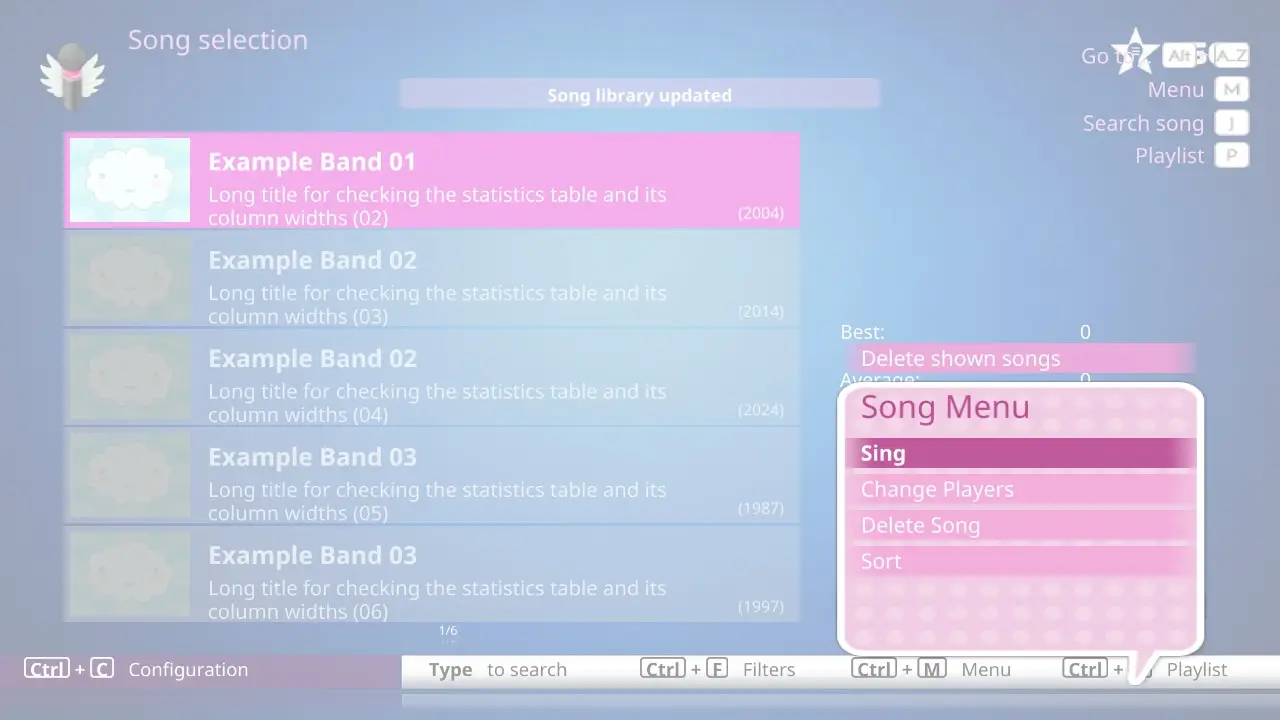 Song selection
Go to
Alt
A..Z
Menu
M
Search song
J
Playlist
P
Song library updated
Example Band 01
Long title for checking the statistics table and its
column widths (02)
(2004)
Example Band 02
Long title for checking the statistics table and its
column widths (03)
(2014)
Example Band 02
Long title for checking the statistics table and its
column widths (04)
(2024)
Example Band 03
Long title for checking the statistics table and its
column widths (05)
(1987)
Example Band 03
Long title for checking the statistics table and its
column widths (06)
(1997)
1/6
Best: 0
Delete shown songs
Average: 0
Song Menu
Sing
Change Players
Delete Song
Sort
Ctrl + C Configuration
Type to search
Ctrl + F Filters
Ctrl + M Menu
Ctrl + Playlist